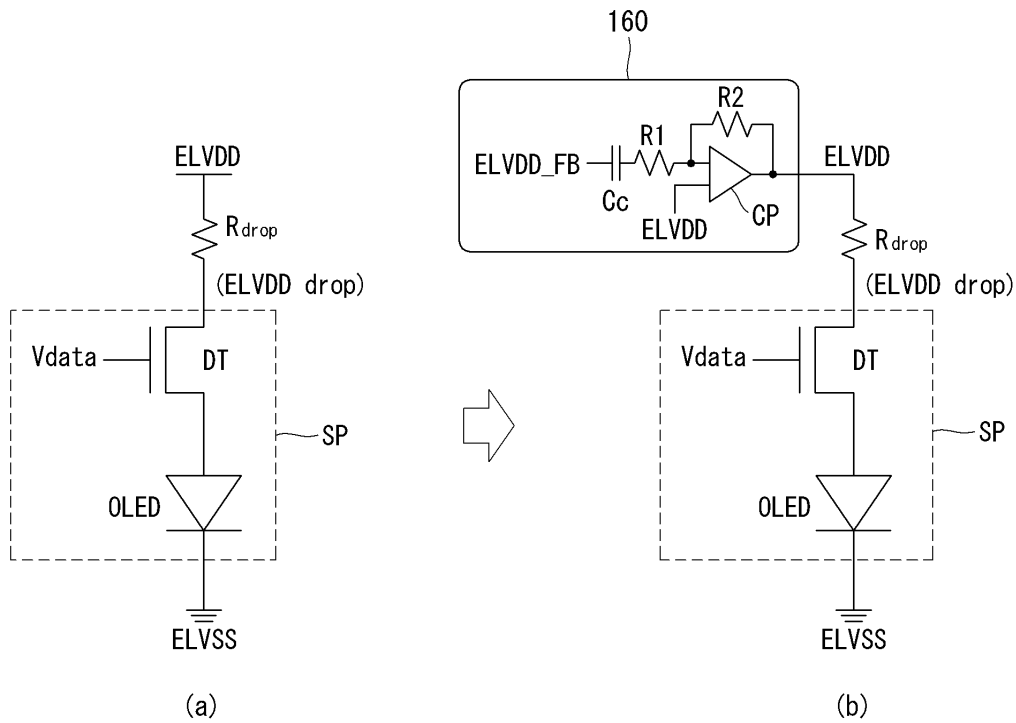 160
R2
R1
ELVDD_FB
Cc
ELVDD
CP
ELVDD
ELVDD
Rdrop
Rdrop
(ELVDD drop)
(ELVDD drop)
Vdata
DT
Vdata
DT
SP
SP
OLED
OLED
ELVSS
ELVSS
(a)
(b)